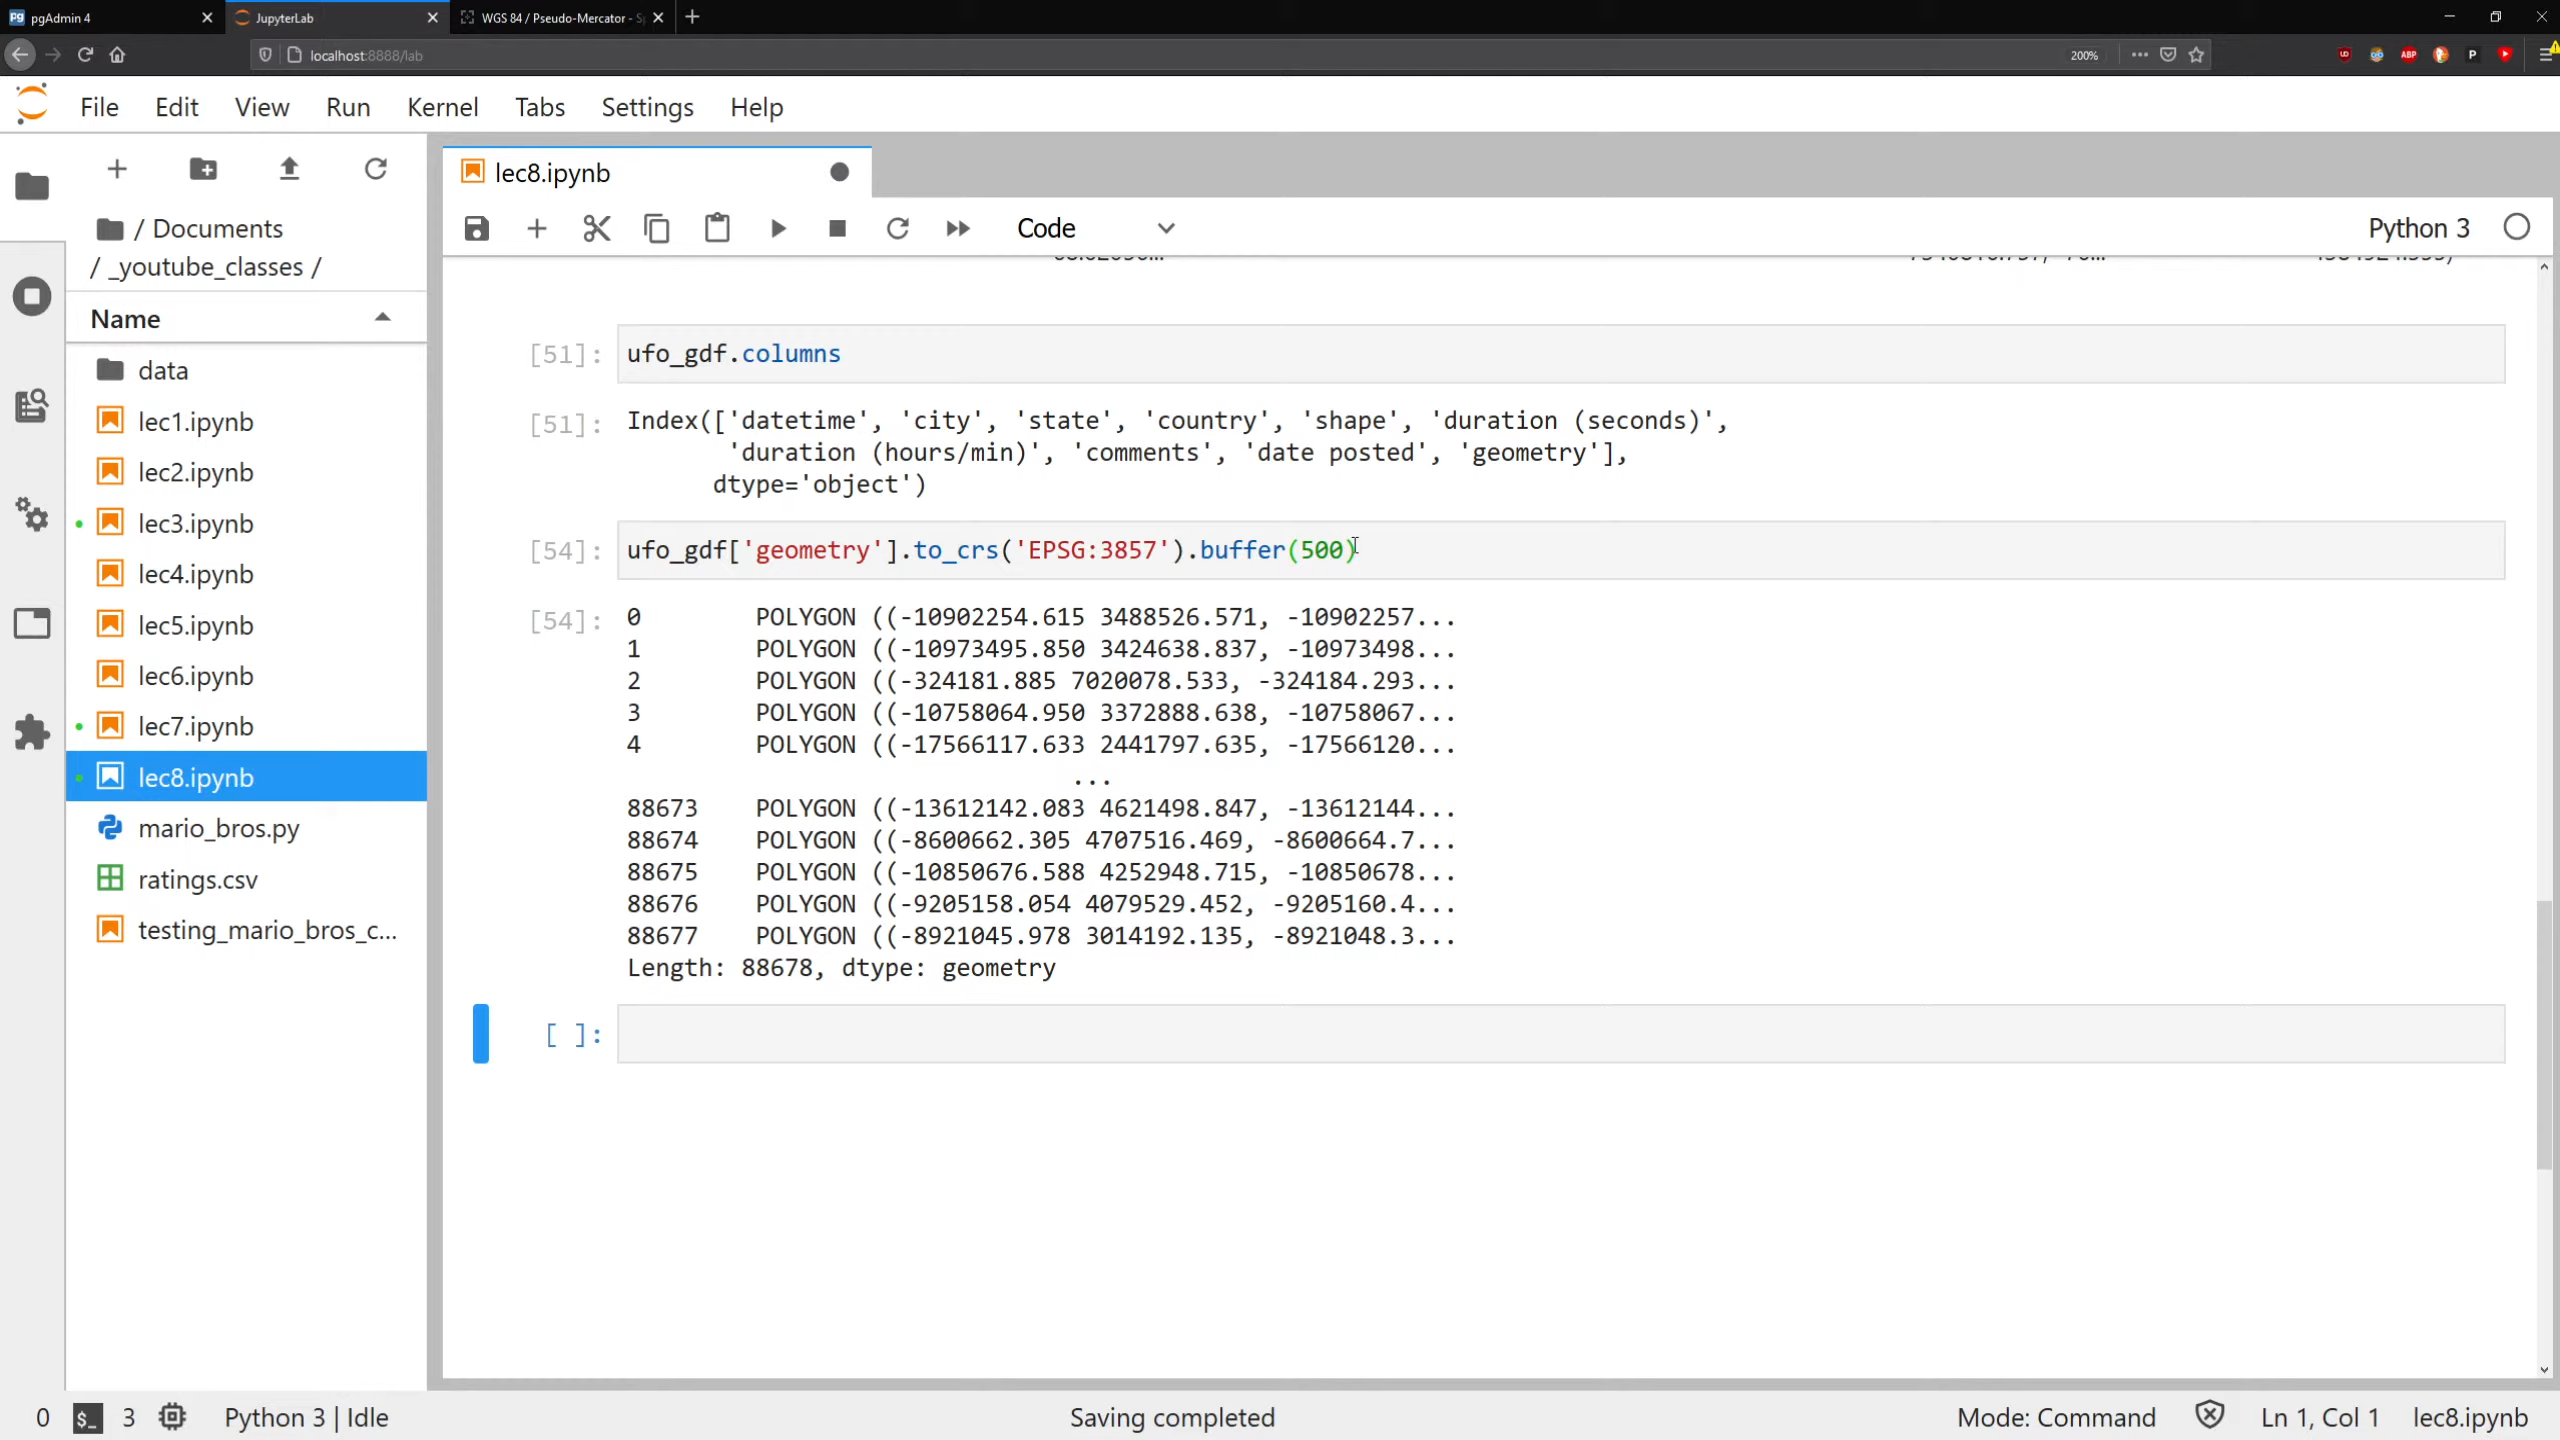 pgAdmin 4
JupyterLab
WGS 84 / Pseudo-Mercator -
localhost:8888/lab
200%
File Edit View Run Kernel Tabs Settings Help
/ Documents
/ _youtube_classes /
Name
data
lec1.ipynb
lec2.ipynb
lec3.ipynb
lec4.ipynb
lec5.ipynb
lec6.ipynb
lec7.ipynb
lec8.ipynb
mario_bros.py
ratings.csv
testing_mario_bros_c...
lec8.ipynb
Code
Python 3
[51]: ufo_gdf.columns
[51]: Index(['datetime', 'city', 'state', 'country', 'shape', 'duration (seconds)',
'duration (hours/min)', 'comments', 'date posted', 'geometry'],
dtype='object')
[54]: ufo_gdf['geometry'].to_crs('EPSG:3857').buffer(500)
[54]: 0 POLYGON ((-10902254.615 3488526.571, -10902257...
1 POLYGON ((-10973495.850 3424638.837, -10973498...
2 POLYGON ((-324181.885 7020078.533, -324184.293...
3 POLYGON ((-10758064.950 3372888.638, -10758067...
4 POLYGON ((-17566117.633 2441797.635, -17566120...
...
88673 POLYGON ((-13612142.083 4621498.847, -13612144...
88674 POLYGON ((-8600662.305 4707516.469, -8600664.7...
88675 POLYGON ((-10850676.588 4252948.715, -10850678...
88676 POLYGON ((-9205158.054 4079529.452, -9205160.4...
88677 POLYGON ((-8921045.978 3014192.135, -8921048.3...
Length: 88678, dtype: geometry
[ ]:
0 $_ 3 Python 3 | Idle
Saving completed
Mode: Command
Ln 1, Col 1
lec8.ipynb